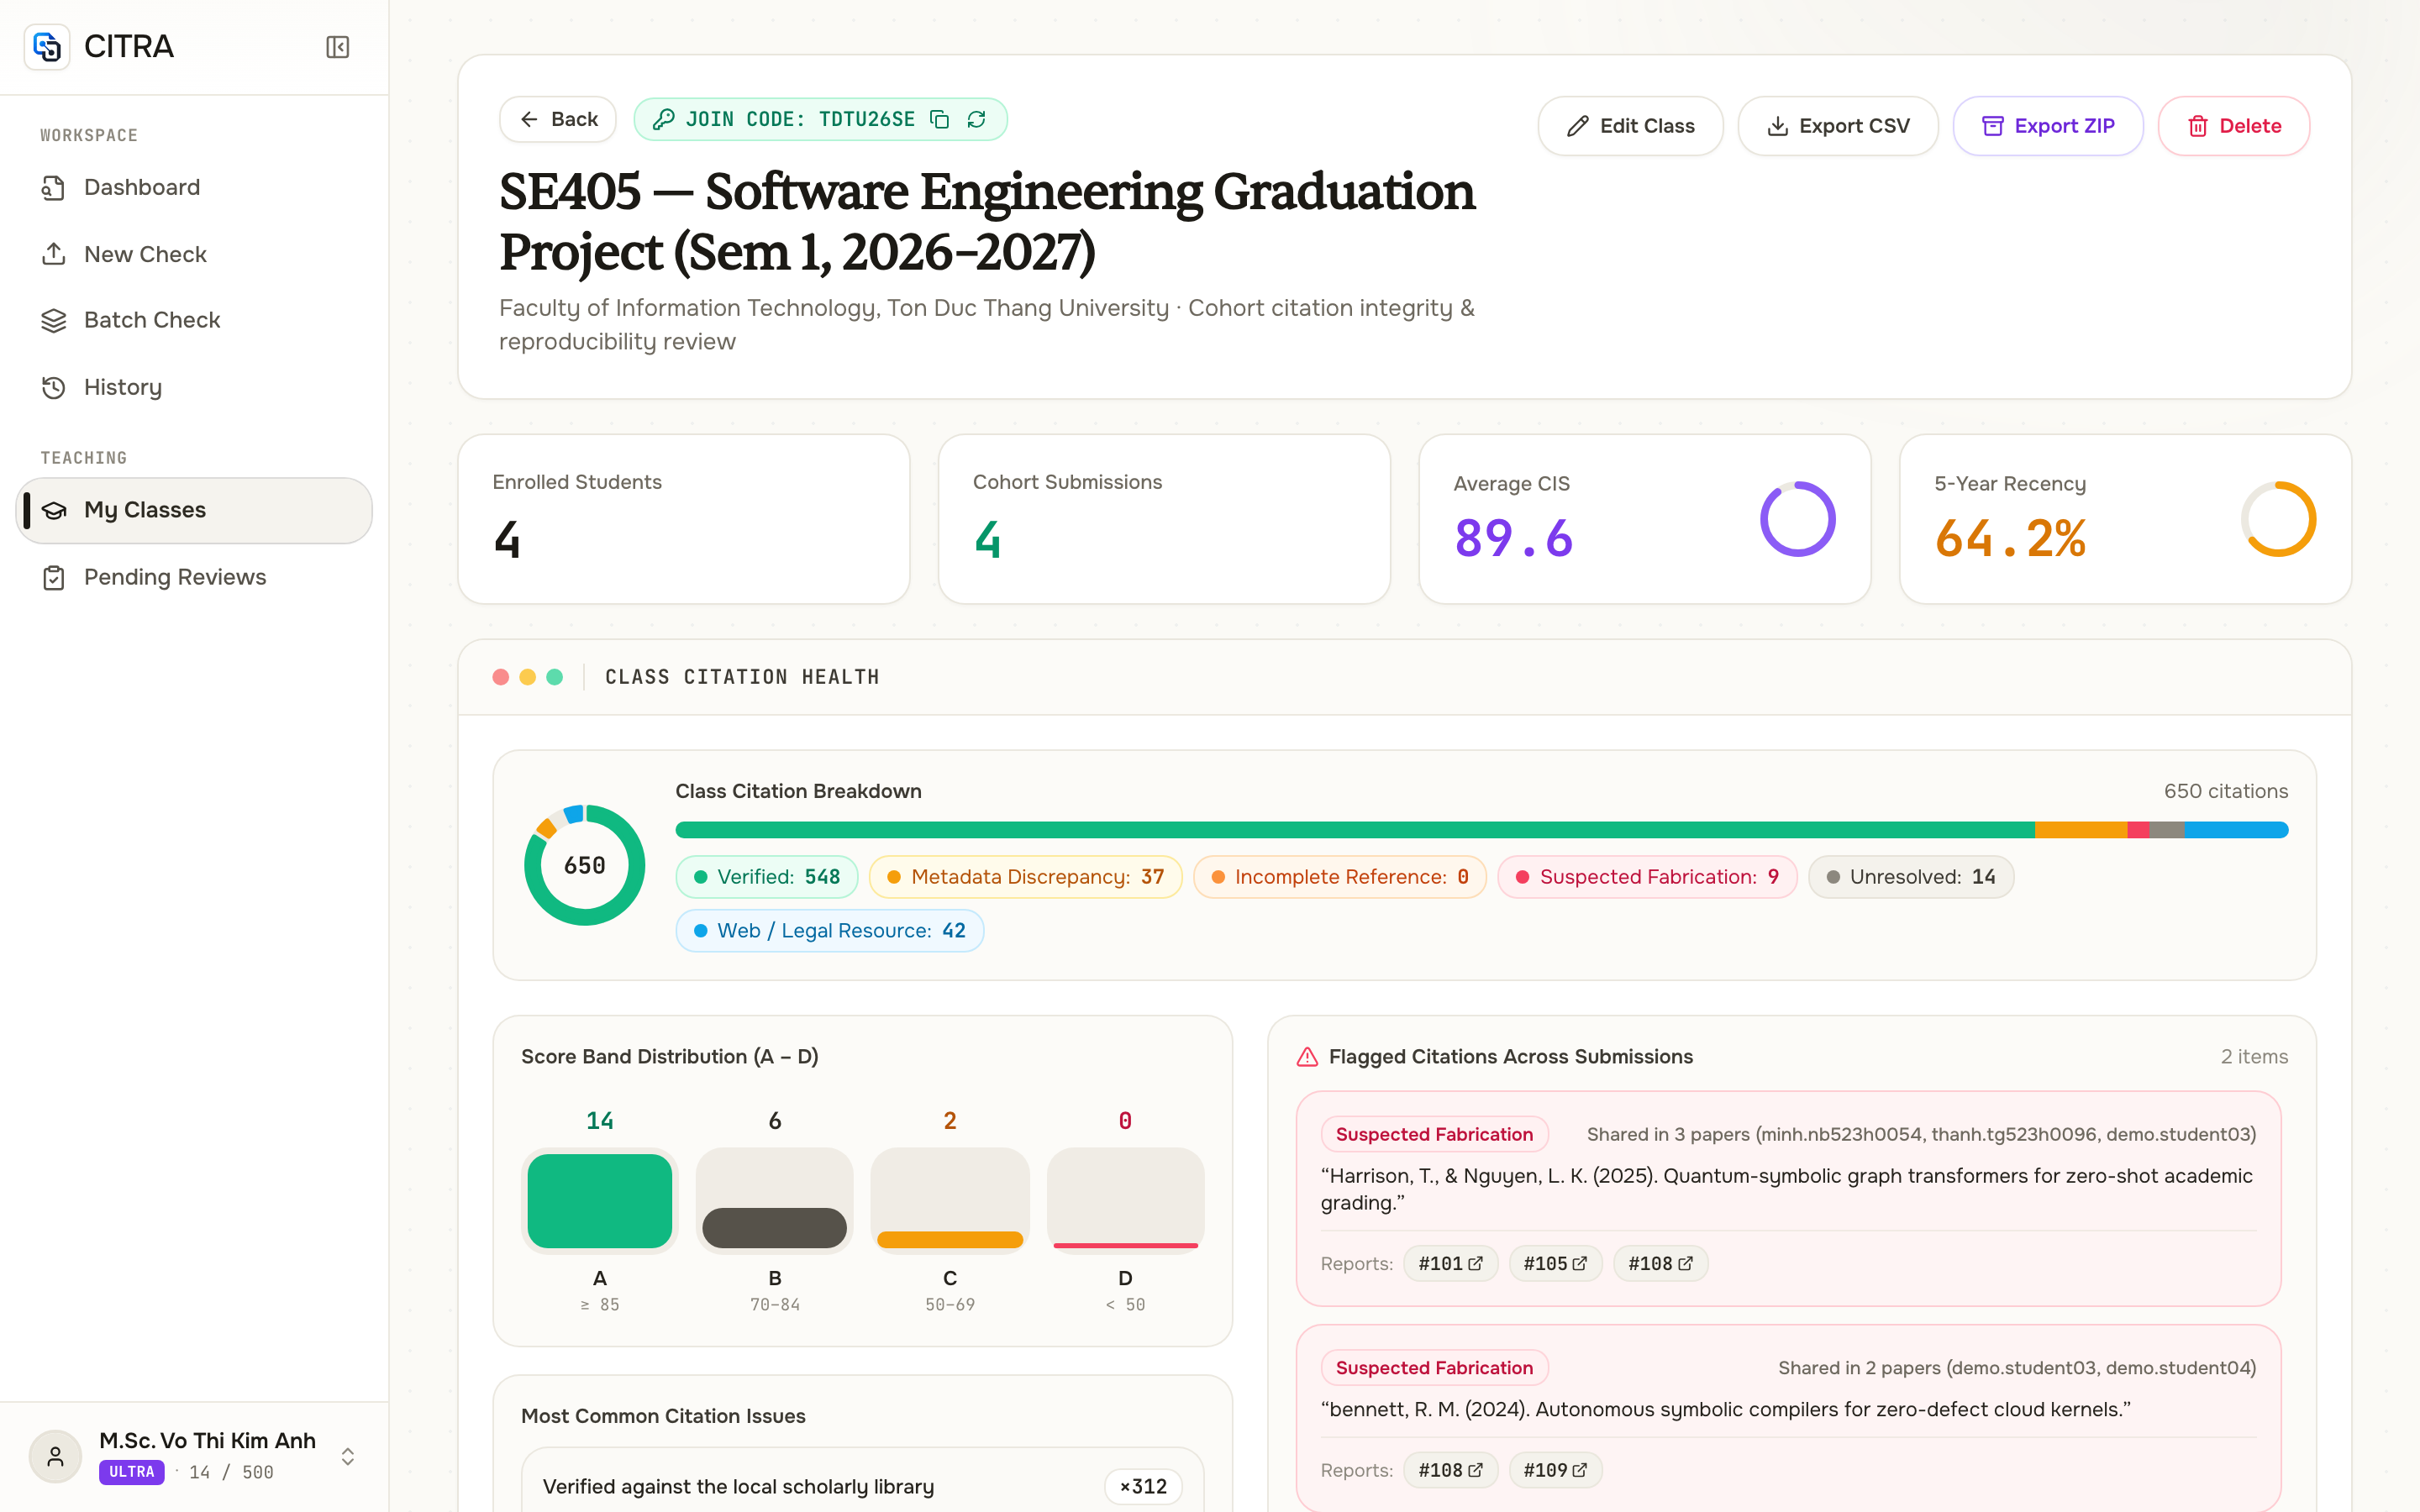 CITRA
WORKSPACE
Dashboard
New Check
Batch Check
History
TEACHING
My Classes
Pending Reviews
M.Sc. Vo Thi Kim Anh
ULTRA · 14 / 500
Back
JOIN CODE: TDTU26SE
Edit Class
Export CSV
Export ZIP
Delete
SE405 — Software Engineering Graduation
Project (Sem 1, 2026–2027)
Faculty of Information Technology, Ton Duc Thang University · Cohort citation integrity &
reproducibility review
Enrolled Students
4
Cohort Submissions
4
Average CIS
89.6
5-Year Recency
64.2%
CLASS CITATION HEALTH
650
Class Citation Breakdown
650 citations
Verified: 548
Metadata Discrepancy: 37
Incomplete Reference: 0
Suspected Fabrication: 9
Unresolved: 14
Web / Legal Resource: 42
Score Band Distribution (A – D)
14 6 2 0
A B C D
≥ 85 70–84 50–69 < 50
Most Common Citation Issues
Verified against the local scholarly library
×312
Flagged Citations Across Submissions
2 items
Suspected Fabrication
Shared in 3 papers (minh.nb523h0054, thanh.tg523h0096, demo.student03)
“Harrison, T., & Nguyen, L. K. (2025). Quantum-symbolic graph transformers for zero-shot academic
grading.”
Reports: #101 #105 #108
Suspected Fabrication
Shared in 2 papers (demo.student03, demo.student04)
“bennett, R. M. (2024). Autonomous symbolic compilers for zero-defect cloud kernels.”
Reports: #108 #109